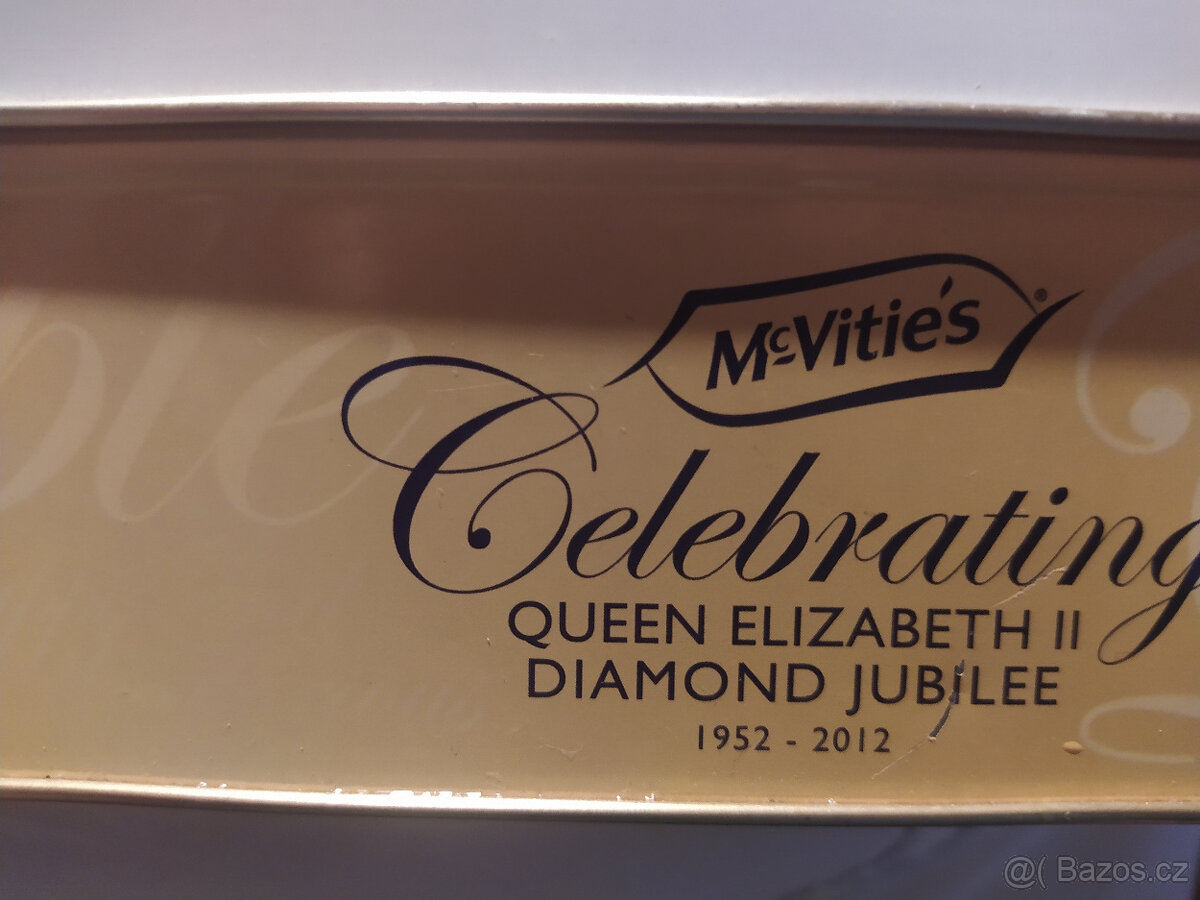 McVitie's®
Celebrating
QUEEN ELIZABETH II
DIAMOND JUBILEE
1952 - 2012
@( Bazos.cz